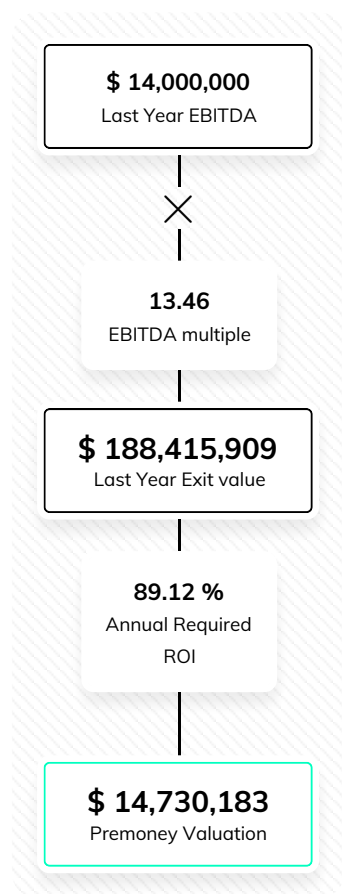 $ 14,000,000
Last Year EBITDA
13.46
EBITDA multiple
$ 188,415,909
Last Year Exit value
89.12 %
Annual Required
ROI
$ 14,730,183
Premoney Valuation